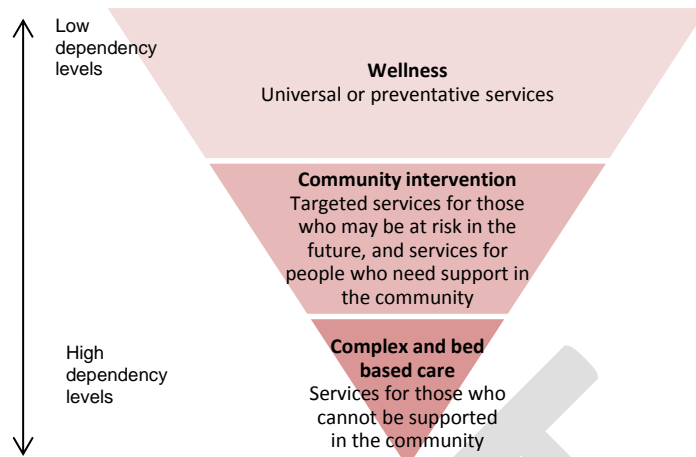 Low
dependency
levels
Wellness
Universal or preventative services
Community intervention
Targeted services for those
who may be at risk in the
future, and services for
people who need support in
the community
High
dependency
levels
Complex and bed
based care
Services for those who
cannot be supported
in the community